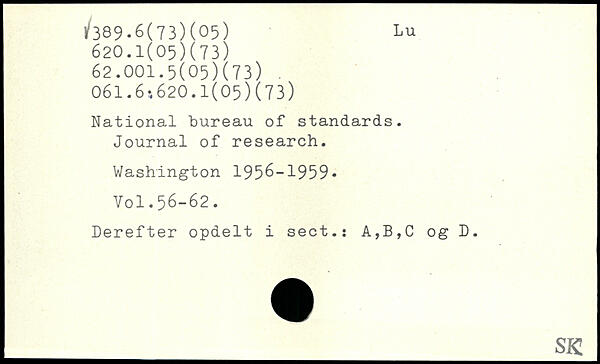 √389.6(73)(05) Lu
620.1(05)(73)
62.001.5(05)(73)
061.6:620.1(05)(73)
National bureau of standards.
Journal of research.
Washington 1956-1959.
Vol.56-62.
Derefter opdelt i sect.: A,B,C og D.
SK